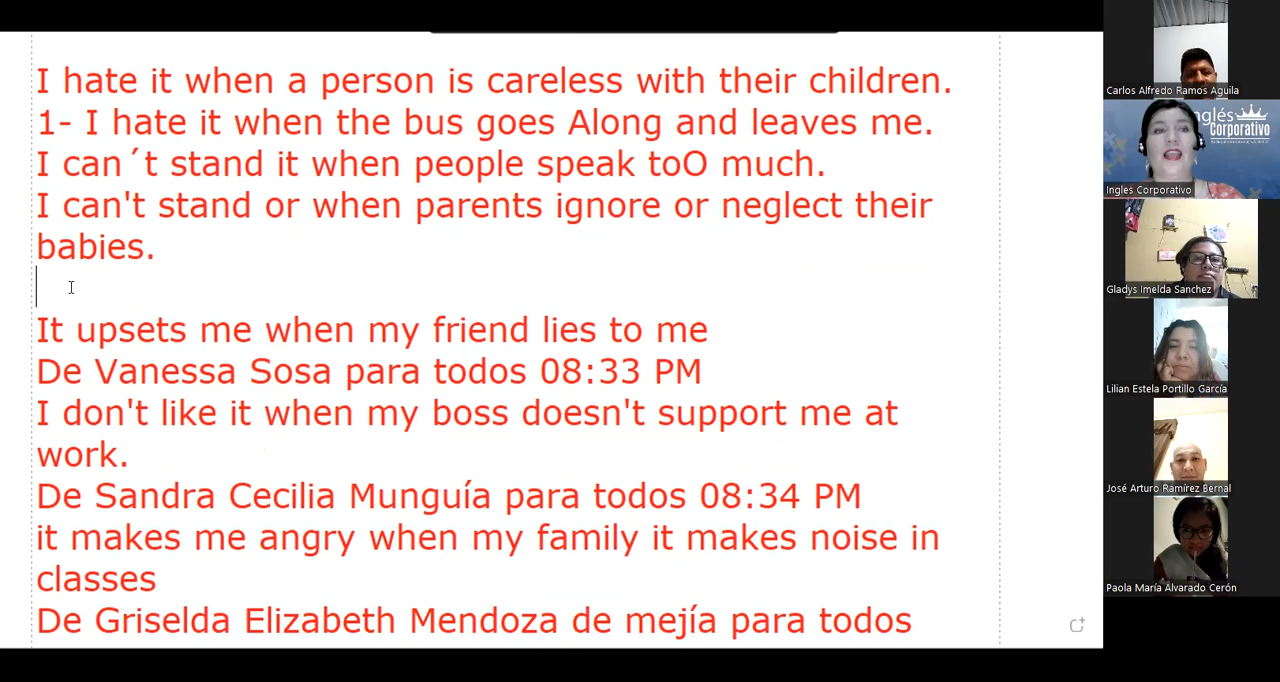 I hate it when a person is careless with their children.
1- I hate it when the bus goes Along and leaves me.
I can´t stand it when people speak toO much.
I can't stand or when parents ignore or neglect their
babies.
It upsets me when my friend lies to me
De Vanessa Sosa para todos 08:33 PM
I don't like it when my boss doesn't support me at
work.
De Sandra Cecilia Munguía para todos 08:34 PM
it makes me angry when my family it makes noise in
classes
De Griselda Elizabeth Mendoza de mejía para todos
Carlos Alfredo Ramos Aguila
Inglés
Corporativo
Ingles Corporativo
Gladys Imelda Sanchez
Lilian Estela Portillo García
José Arturo Ramírez Bernal
Paola María Alvarado Cerón